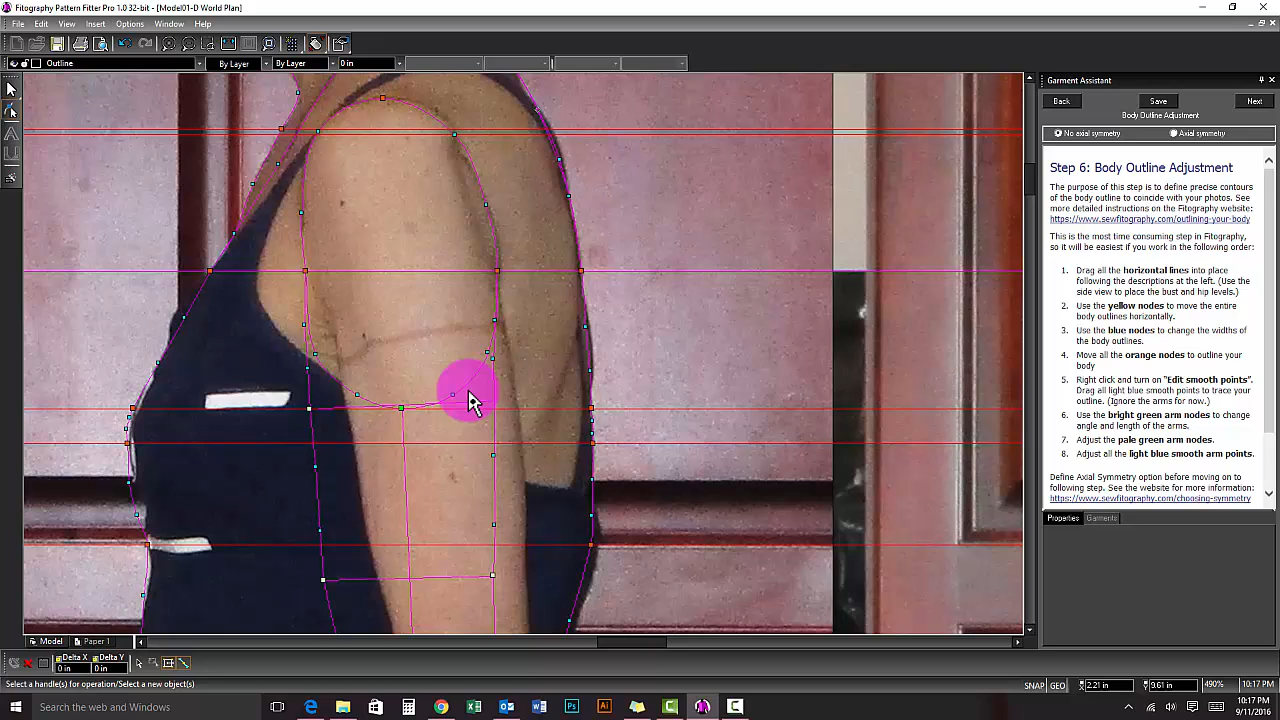 Fitography Pattern Fitter Pro 1.0 32-bit - [Model01-D World Plan]
File Edit View Insert Options Window Help
Outline By Layer By Layer 0 in
Garment Assistant
Back Save Next
Body Outline Adjustment
No axial symmetry Axial symmetry
Step 6: Body Outline Adjustment
The purpose of this step is to define precise contours
of the body outline to coincide with your photos. See
more detailed instructions on the Fitography website:
https://www.sewfitography.com/outlining-your-body
This is the most time consuming step in Fitography,
so it will be easiest if you work in the following order:
1. Drag all the horizontal lines into place
following the descriptions at the left. (Use the
side view to place the bust and hip levels.)
2. Use the yellow nodes to move the entire
body outlines horizontally.
3. Use the blue nodes to change the widths of
the body outlines.
4. Move all the orange nodes to outline your
body.
5. Right click and turn on "Edit smooth points".
Drag all light blue smooth points to trace your
outline. (Ignore the arms for now.)
6. Use the bright green arm nodes to change
angle and length of the arms.
7. Adjust the pale green arm nodes.
8. Adjust all the light blue smooth arm points.
Define Axial Symmetry option before moving on to
following step. See the website for more information:
https://www.sewfitography.com/choosing-symmetry
Properties Garments
Model Paper 1
Delta X Delta Y
0 in 0 in
Select a handle(s) for operation/Select a new object(s)
SNAP GEO X 2.21 in Y 9.61 in 490% 10:17 PM
Search the web and Windows
10:17 PM
9/11/2016